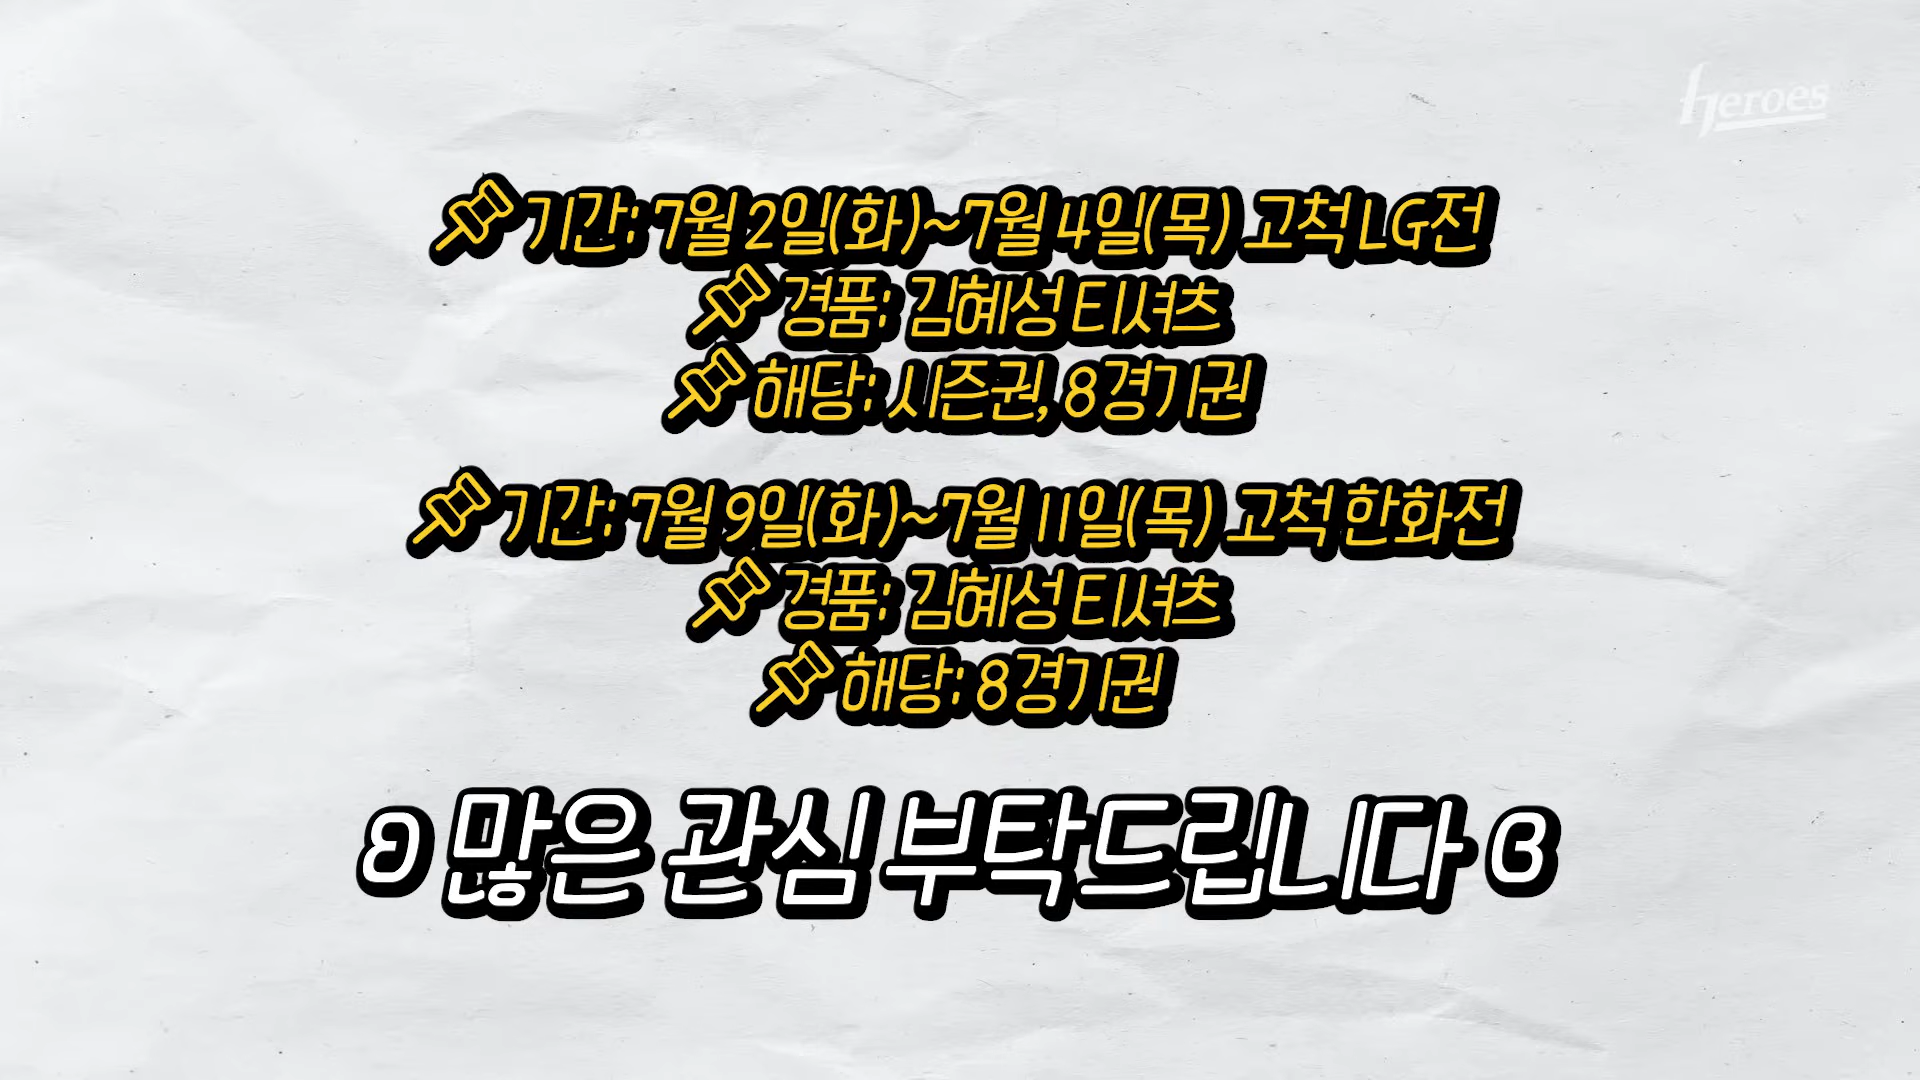 heroes
📌기간: 7월 2일(화)~7월 4일(목) 고척 LG전
📌경품: 김혜성 티셔츠
📌해당: 시즌권, 8경기권
📌기간: 7월 9일(화)~7월 11일(목) 고척 한화전
📌경품: 김혜성 티셔츠
📌해당: 8경기권
많은 관심 부탁드립니다